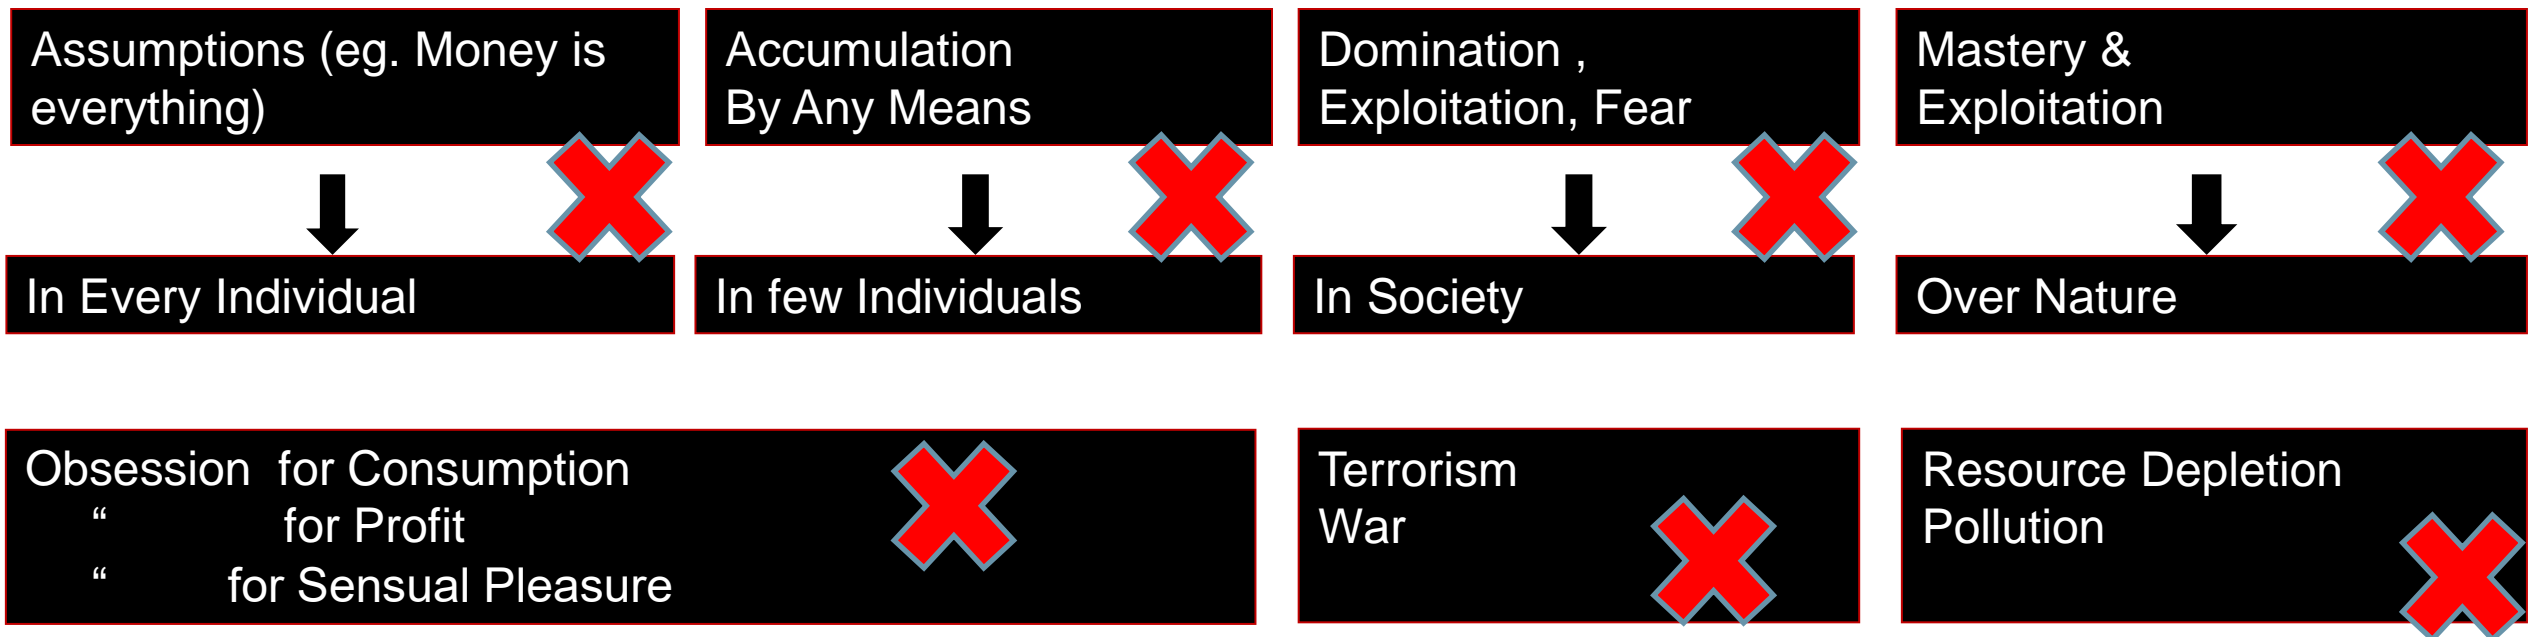 Assumptions (eg. Money is
everything)
Accumulation
By Any Means
Domination ,
Exploitation, Fear
Mastery &
Exploitation
In Every Individual
In few Individuals
In Society
Over Nature
Obsession for Consumption
“ for Profit
“ for Sensual Pleasure
Terrorism
War
Resource Depletion
Pollution